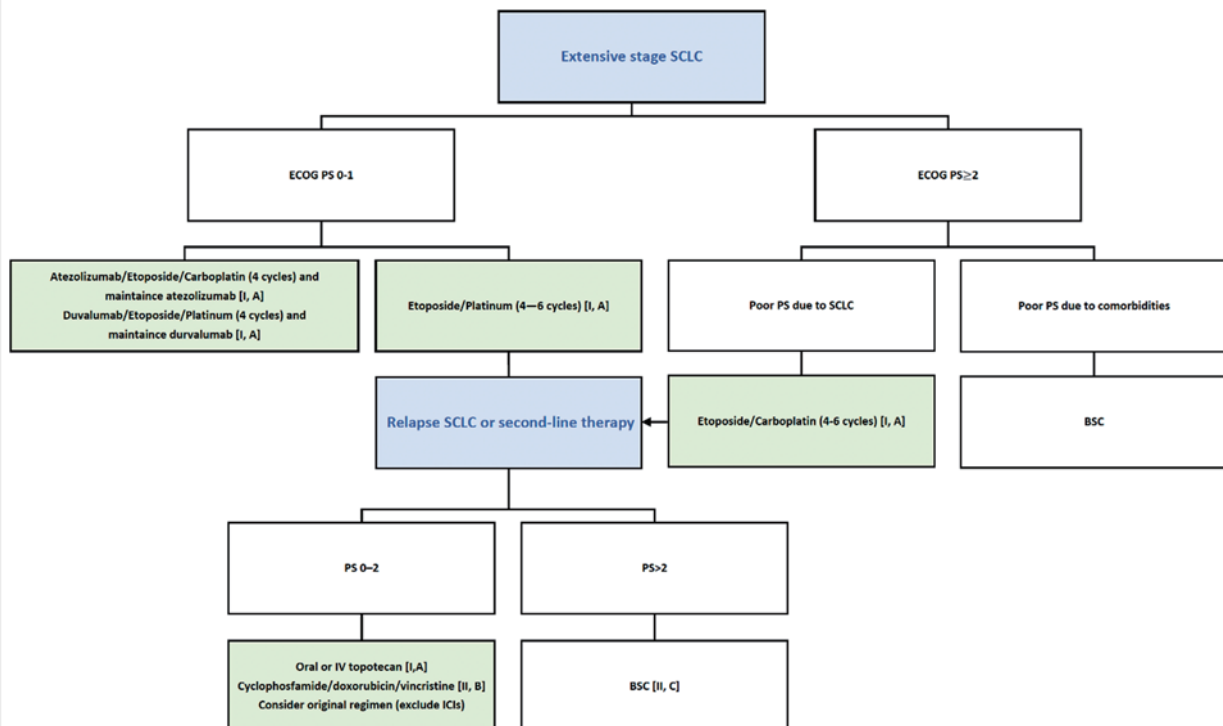 Extensive stage SCLC
ECOG PS 0-1
ECOG PS≥2
Atezolizumab/Etoposide/Carboplatin (4 cycles) and
maintaince atezolizumab [I, A]
Duvalumab/Etoposide/Platinum (4 cycles) and
maintaince durvalumab [I, A]
Etoposide/Platinum (4—6 cycles) [I, A]
Poor PS due to SCLC
Poor PS due to comorbidities
Relapse SCLC or second-line therapy
Etoposide/Carboplatin (4-6 cycles) [I, A]
BSC
PS 0–2
PS>2
Oral or IV topotecan [I,A]
Cyclophosfamide/doxorubicin/vincristine [II, B]
Consider original regimen (exclude ICIs)
BSC [II, C]